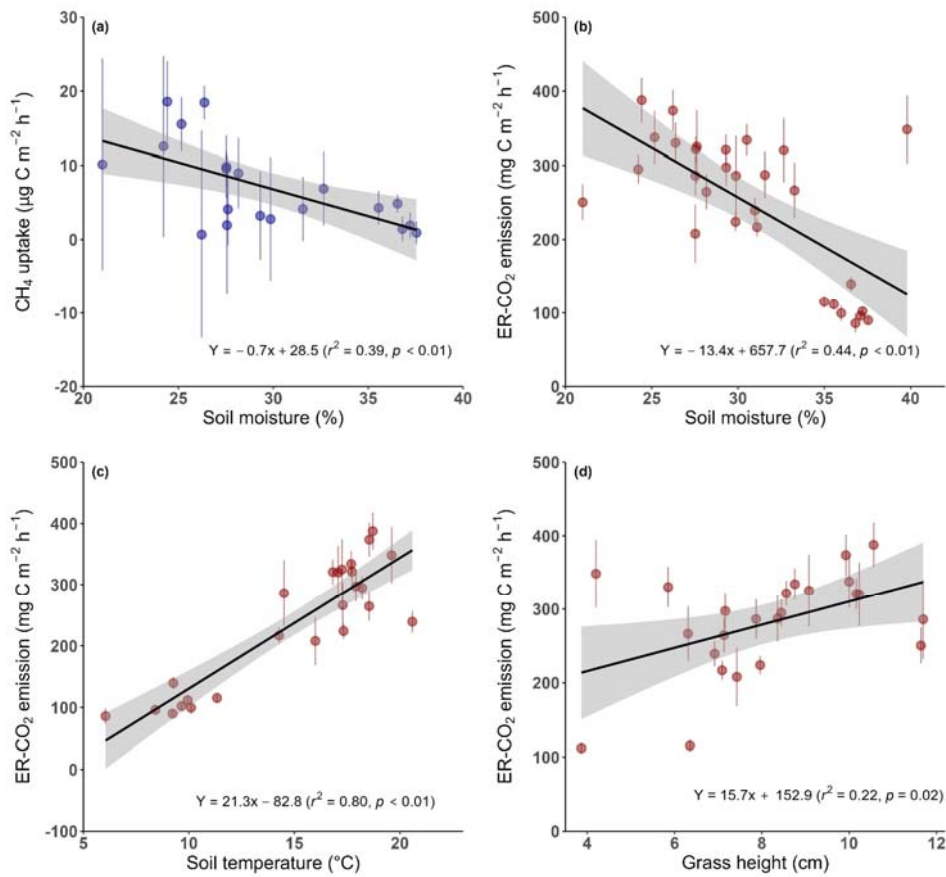 (a)
30
20
10
0
-10
-20
CH₄ uptake (µg C m⁻² h⁻¹)
Y = − 0.7x + 28.5 (r² = 0.39, p < 0.01)
20 25 30 35 40
Soil moisture (%)
(b)
500
400
300
200
100
0
ER-CO₂ emission (mg C m⁻² h⁻¹)
Y = − 13.4x + 657.7 (r² = 0.44, p < 0.01)
20 25 30 35 40
Soil moisture (%)
(c)
500
400
300
200
100
0
-100
ER-CO₂ emission (mg C m⁻² h⁻¹)
Y = 21.3x − 82.8 (r² = 0.80, p < 0.01)
5 10 15 20
Soil temperature (°C)
(d)
500
400
300
200
100
0
ER-CO₂ emission (mg C m⁻² h⁻¹)
Y = 15.7x + 152.9 (r² = 0.22, p = 0.02)
4 6 8 10 12
Grass height (cm)